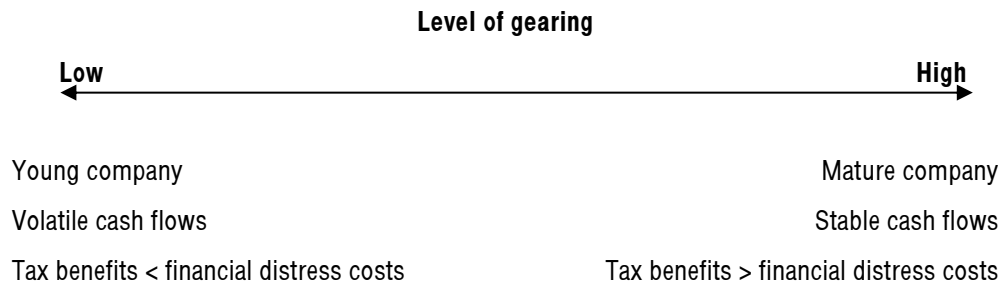 Level of gearing
Low High
Young company Mature company
Volatile cash flows Stable cash flows
Tax benefits < financial distress costs Tax benefits > financial distress costs